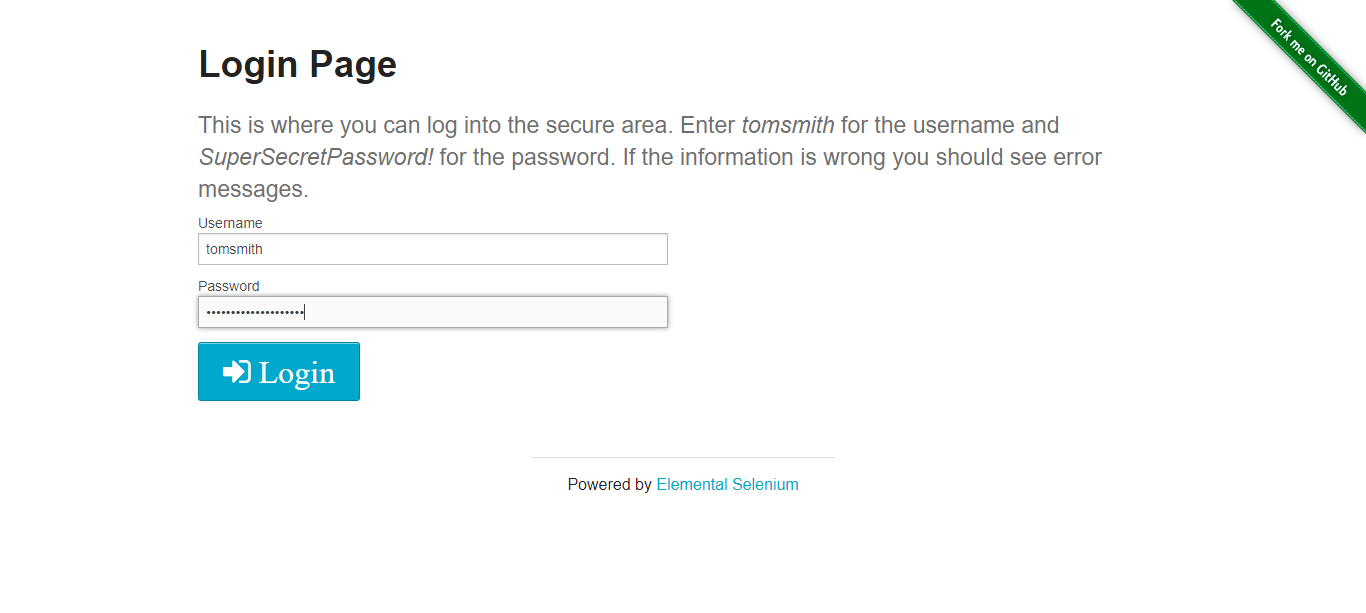 Fork me on GitHub
Login Page
This is where you can log into the secure area. Enter tomsmith for the username and
SuperSecretPassword! for the password. If the information is wrong you should see error
messages.
Username
tomsmith
Password
••••••••••••••••••••
Login
Powered by Elemental Selenium